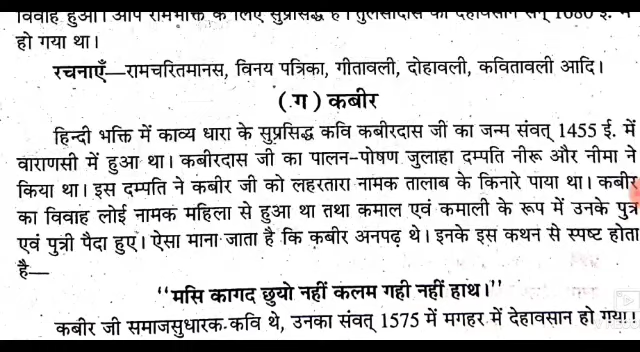 विवाह हुआ। आप रामभक्ति के लिए सुप्रसिद्ध हैं। तुलसीदास का देहावसान सन् 1680 ई. में
हो गया था।
रचनाएँ—रामचरितमानस, विनय पत्रिका, गीतावली, दोहावली, कवितावली आदि।
(ग) कबीर
हिन्दी भक्ति में काव्य धारा के सुप्रसिद्ध कवि कबीरदास जी का जन्म संवत् 1455 ई. में
वाराणसी में हुआ था। कबीरदास जी का पालन-पोषण जुलाहा दम्पति नीरू और नीमा ने
किया था। इस दम्पति ने कबीर जी को लहरतारा नामक तालाब के किनारे पाया था। कबीर
का विवाह लोई नामक महिला से हुआ था तथा कमाल एवं कमाली के रूप में उनके पुत्र
एवं पुत्री पैदा हुए। ऐसा माना जाता है कि कबीर अनपढ़ थे। इनके इस कथन से स्पष्ट होता
है—
‘‘मसि कागद छुयो नहीं कलम गही नहीं हाथ।’’
कबीर जी समाजसुधारक कवि थे, उनका संवत् 1575 में मगहर में देहावसान हो गया।